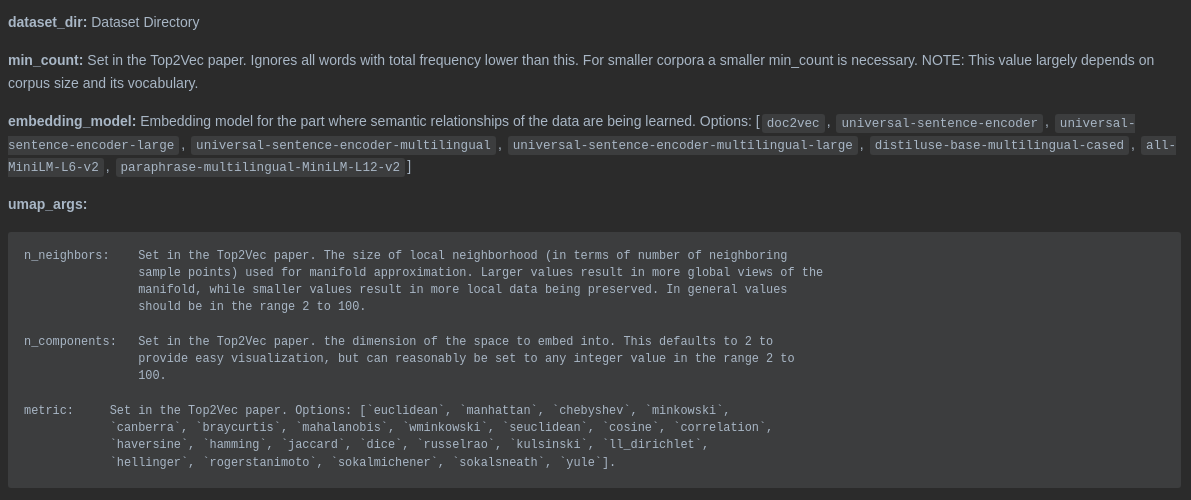 dataset_dir: Dataset Directory
min_count: Set in the Top2Vec paper. Ignores all words with total frequency lower than this. For smaller corpora a smaller min_count is necessary. NOTE: This value largely depends on
corpus size and its vocabulary.
embedding_model: Embedding model for the part where semantic relationships of the data are being learned. Options: [ doc2vec , universal-sentence-encoder , universal-
sentence-encoder-large , universal-sentence-encoder-multilingual , universal-sentence-encoder-multilingual-large , distiluse-base-multilingual-cased , all-
MiniLM-L6-v2 , paraphrase-multilingual-MiniLM-L12-v2 ]
umap_args:
n_neighbors: Set in the Top2Vec paper. The size of local neighborhood (in terms of number of neighboring
sample points) used for manifold approximation. Larger values result in more global views of the
manifold, while smaller values result in more local data being preserved. In general values
should be in the range 2 to 100.
n_components: Set in the Top2Vec paper. the dimension of the space to embed into. This defaults to 2 to
provide easy visualization, but can reasonably be set to any integer value in the range 2 to
100.
metric: Set in the Top2Vec paper. Options: [`euclidean`, `manhattan`, `chebyshev`, `minkowski`,
`canberra`, `braycurtis`, `mahalanobis`, `wminkowski`, `seuclidean`, `cosine`, `correlation`,
`haversine`, `hamming`, `jaccard`, `dice`, `russelrao`, `kulsinski`, `ll_dirichlet`,
`hellinger`, `rogerstanimoto`, `sokalmichener`, `sokalsneath`, `yule`].